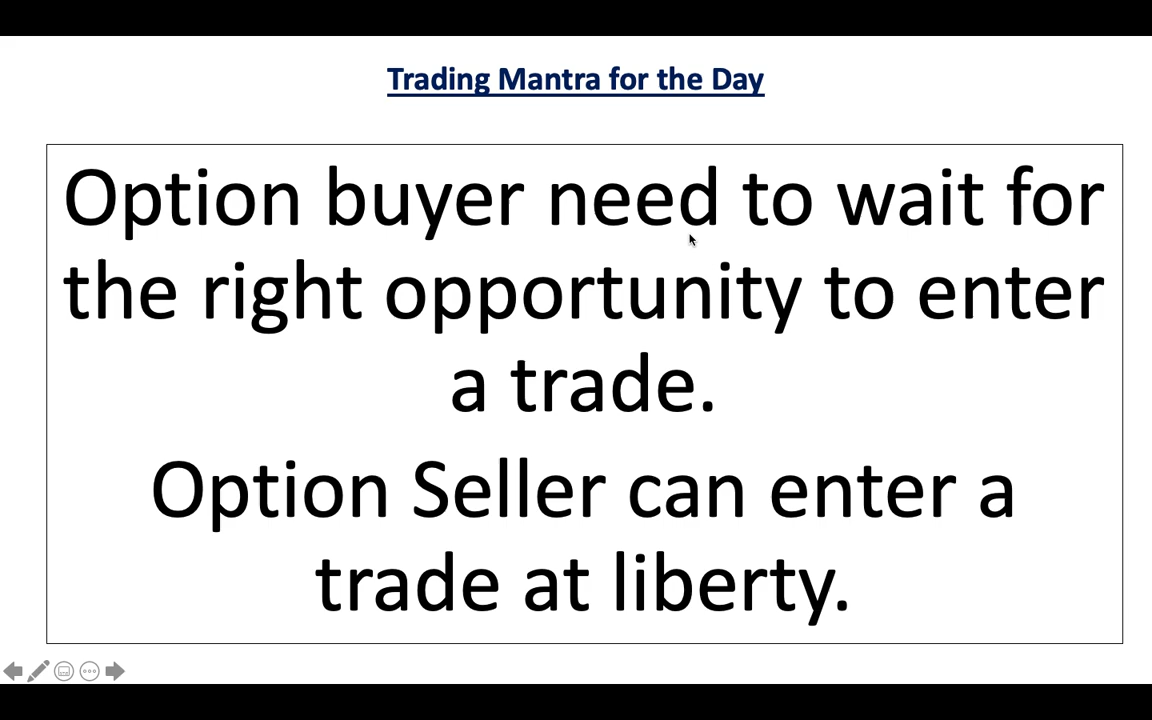 Trading Mantra for the Day
Option buyer need to wait for
the right opportunity to enter
a trade.
Option Seller can enter a
trade at liberty.